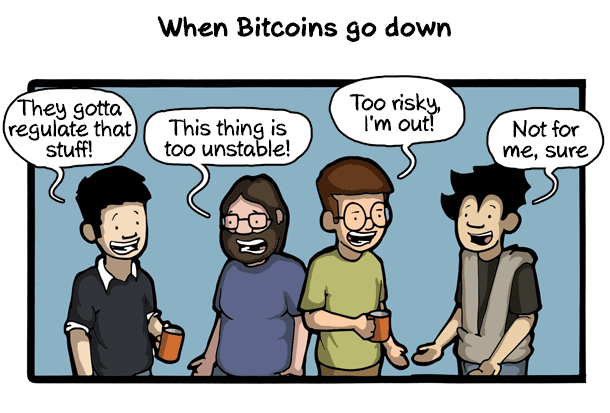 When Bitcoins go down
They gotta
regulate that
stuff!
This thing is
too unstable!
Too risky,
I'm out!
Not for
me, sure